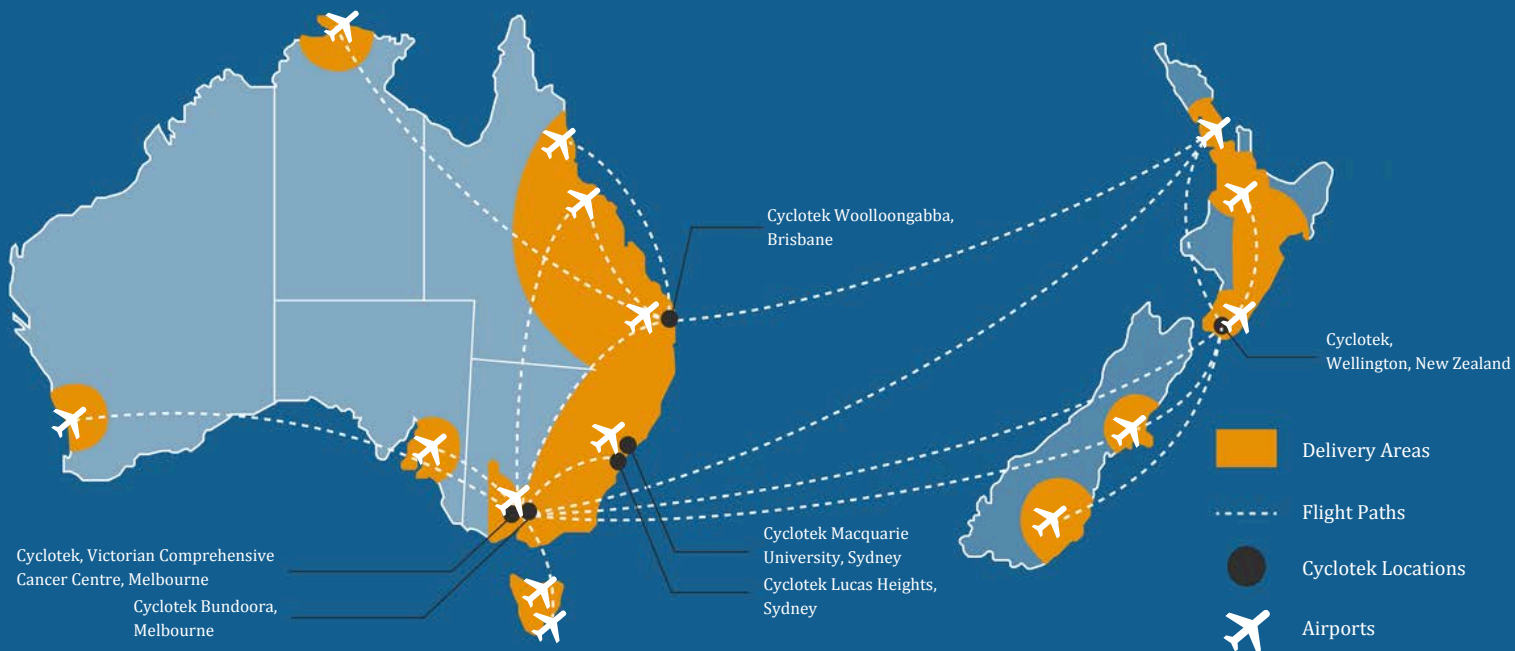 Cyclotek Woolloongabba,
Brisbane
Cyclotek,
Wellington, New Zealand
Delivery Areas
Flight Paths
Cyclotek, Victorian Comprehensive
Cancer Centre, Melbourne
Cyclotek Macquarie
University, Sydney
Cyclotek Locations
Cyclotek Lucas Heights,
Sydney
Cyclotek Bundoora,
Melbourne
Airports